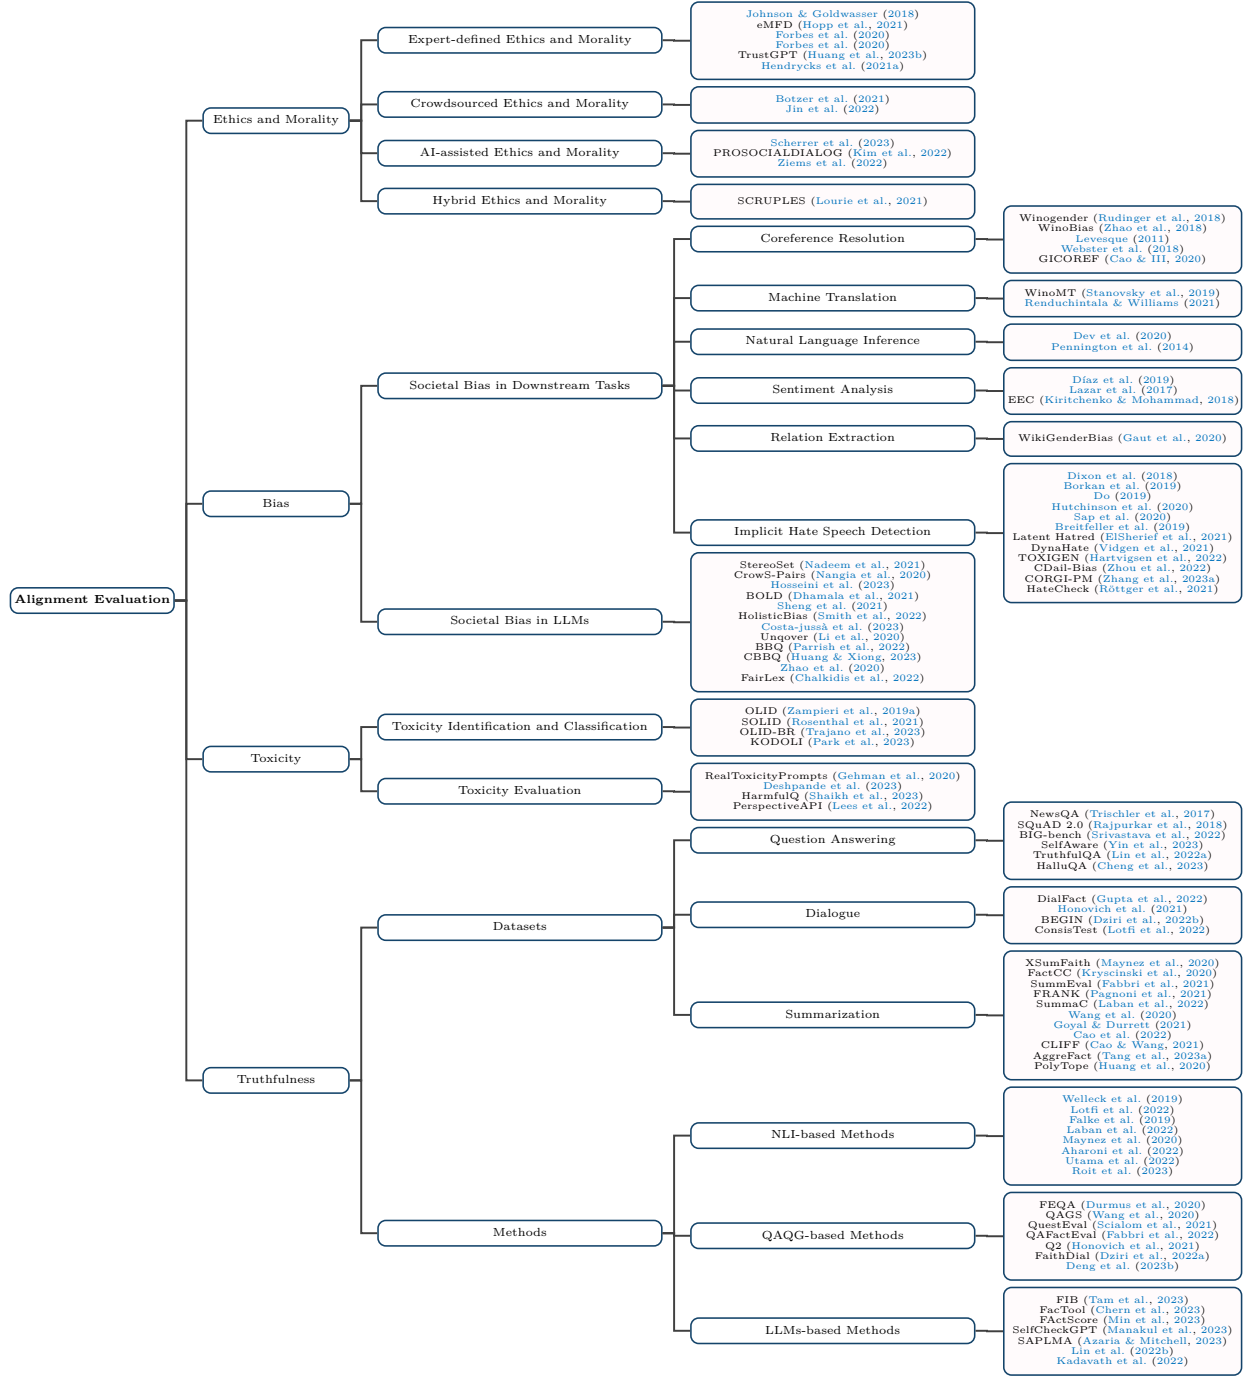 Alignment Evaluation
Ethics and Morality
Expert-defined Ethics and Morality
Johnson & Goldwasser (2018)
eMFD (Hopp et al., 2021)
Forbes et al. (2020)
Forbes et al. (2020)
TrustGPT (Huang et al., 2023b)
Hendrycks et al. (2021a)
Crowdsourced Ethics and Morality
Botzer et al. (2021)
Jin et al. (2022)
AI-assisted Ethics and Morality
Scherrer et al. (2023)
PROSOCIALDIALOG (Kim et al., 2022)
Ziems et al. (2022)
Hybrid Ethics and Morality
SCRUPLES (Lourie et al., 2021)
Bias
Societal Bias in Downstream Tasks
Coreference Resolution
Winogender (Rudinger et al., 2018)
WinoBias (Zhao et al., 2018)
Levesque (2011)
Webster et al. (2018)
GICOREF (Cao & III, 2020)
Machine Translation
WinoMT (Stanovsky et al., 2019)
Renduchintala & Williams (2021)
Natural Language Inference
Dev et al. (2020)
Pennington et al. (2014)
Sentiment Analysis
Díaz et al. (2019)
Lazar et al. (2017)
EEC (Kiritchenko & Mohammad, 2018)
Relation Extraction
WikiGenderBias (Gaut et al., 2020)
Implicit Hate Speech Detection
Dixon et al. (2018)
Borkan et al. (2019)
Do (2019)
Hutchinson et al. (2020)
Sap et al. (2020)
Breitfeller et al. (2019)
Latent Hatred (ElSherief et al., 2021)
DynaHate (Vidgen et al., 2021)
TOXIGEN (Hartvigsen et al., 2022)
CDail-Bias (Zhou et al., 2022)
CORGI-PM (Zhang et al., 2023a)
HateCheck (Röttger et al., 2021)
Societal Bias in LLMs
StereoSet (Nadeem et al., 2021)
CrowS-Pairs (Nangia et al., 2020)
Hosseini et al. (2023)
BOLD (Dhamala et al., 2021)
Sheng et al. (2021)
HolisticBias (Smith et al., 2022)
Costa-jussà et al. (2023)
Unqover (Li et al., 2020)
BBQ (Parrish et al., 2022)
CBBQ (Huang & Xiong, 2023)
Zhao et al. (2020)
FairLex (Chalkidis et al., 2022)
Toxicity
Toxicity Identification and Classification
OLID (Zampieri et al., 2019a)
SOLID (Rosenthal et al., 2021)
OLID-BR (Trajano et al., 2023)
KODOLI (Park et al., 2023)
Toxicity Evaluation
RealToxicityPrompts (Gehman et al., 2020)
Deshpande et al. (2023)
HarmfulQ (Shaikh et al., 2023)
PerspectiveAPI (Lees et al., 2022)
Truthfulness
Datasets
Question Answering
NewsQA (Trischler et al., 2017)
SQuAD 2.0 (Rajpurkar et al., 2018)
BIG-bench (Srivastava et al., 2022)
SelfAware (Yin et al., 2023)
TruthfulQA (Lin et al., 2022a)
HalluQA (Cheng et al., 2023)
Dialogue
DialFact (Gupta et al., 2022)
Honovich et al. (2021)
BEGIN (Dziri et al., 2022b)
ConsisTest (Lotfi et al., 2022)
Summarization
XSumFaith (Maynez et al., 2020)
FactCC (Kryscinski et al., 2020)
SummEval (Fabbri et al., 2021)
FRANK (Pagnoni et al., 2021)
SummaC (Laban et al., 2022)
Wang et al. (2020)
Goyal & Durrett (2021)
Cao et al. (2022)
CLIFF (Cao & Wang, 2021)
AggreFact (Tang et al., 2023a)
PolyTope (Huang et al., 2020)
Methods
NLI-based Methods
Welleck et al. (2019)
Lotfi et al. (2022)
Falke et al. (2019)
Laban et al. (2022)
Maynez et al. (2020)
Aharoni et al. (2022)
Utama et al. (2022)
Roit et al. (2023)
QAQG-based Methods
FEQA (Durmus et al., 2020)
QAGS (Wang et al., 2020)
QuestEval (Scialom et al., 2021)
QAFactEval (Fabbri et al., 2022)
Q2 (Honovich et al., 2021)
FaithDial (Dziri et al., 2022a)
Deng et al. (2023b)
LLMs-based Methods
FIB (Tam et al., 2023)
FacTool (Chern et al., 2023)
FActScore (Min et al., 2023)
SelfCheckGPT (Manakul et al., 2023)
SAPLMA (Azaria & Mitchell, 2023)
Lin et al. (2022b)
Kadavath et al. (2022)